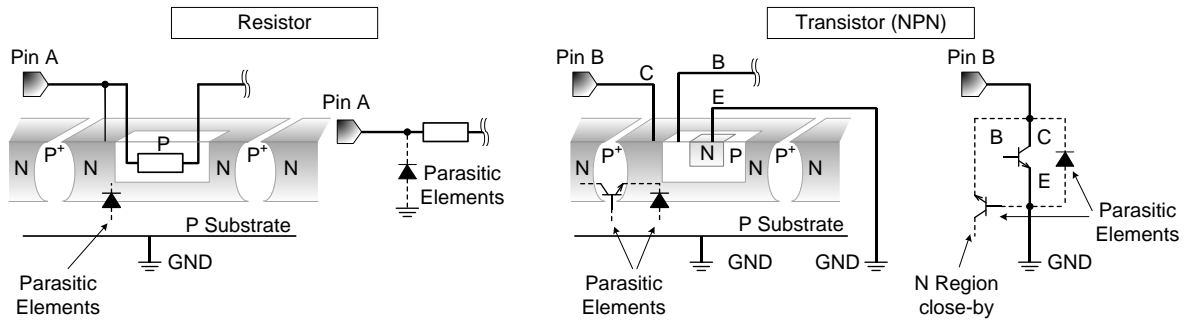 Resistor
Transistor (NPN)
Pin A
Pin A
P
N
P+
N
P+
N
N
Parasitic
Elements
P Substrate
GND
Parasitic
Elements
Pin B
C
B
E
N
P+
N
N
P
P+
N
N
P Substrate
GND
GND
Parasitic
Elements
Pin B
B
C
E
Parasitic
Elements
GND
N Region
close-by